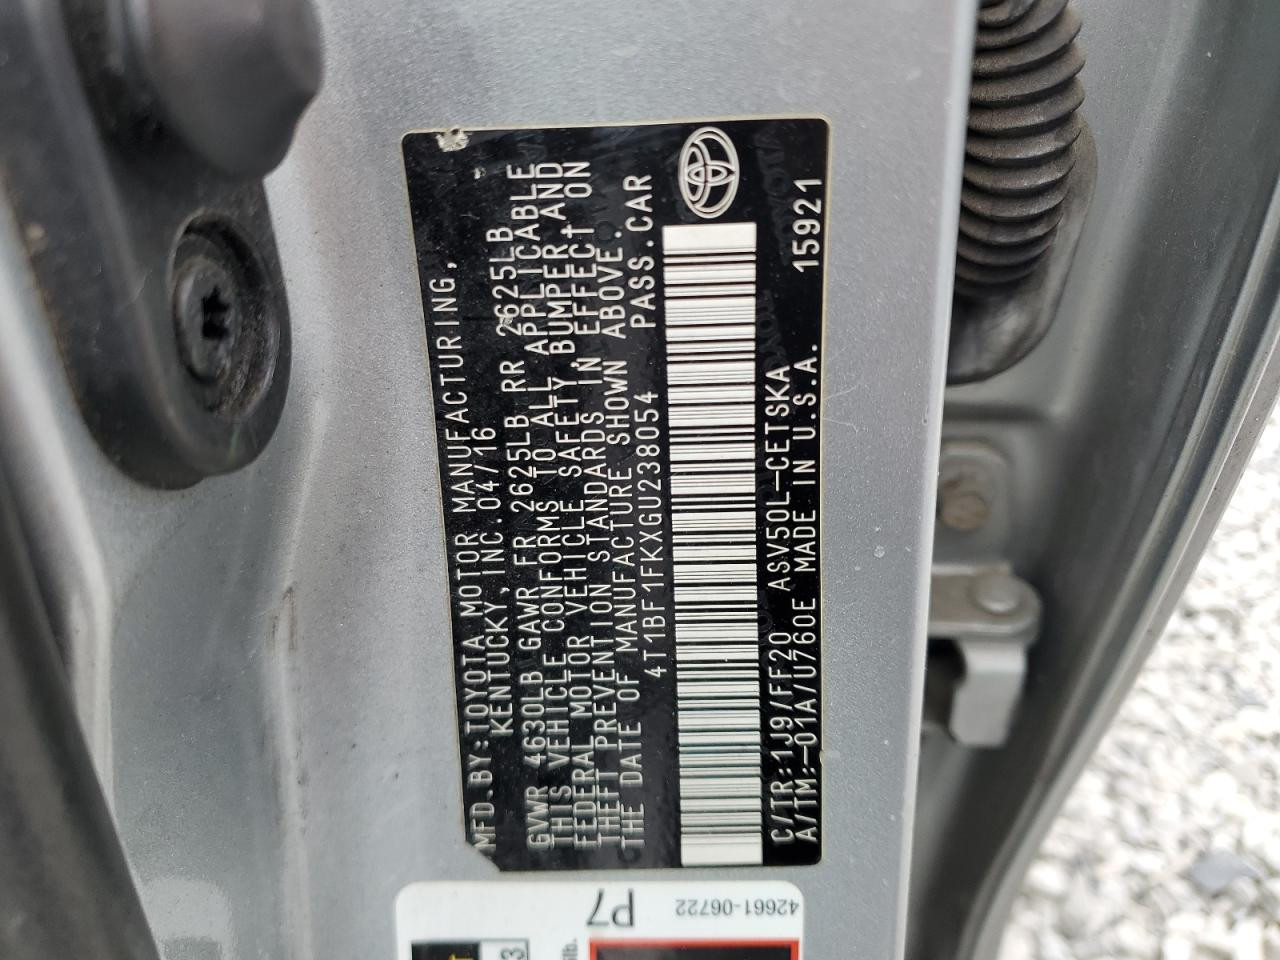 MFD.BY:TOYOTA MOTOR MANUFACTURING,
KENTUCKY, INC. 04/16
GVWR 4630LB GAWR FR 2625LB RR 2625LB
THIS VEHICLE CONFORMS TO ALL APPLICABLE
FEDERAL MOTOR VEHICLE SAFETY, BUMPER, AND
THEFT PREVENTION STANDARDS IN EFFECT ON
THE DATE OF MANUFACTURE SHOWN ABOVE.
4T1BF1FKXGU238054 PASS.CAR
C/TR:1J9/FF20 ASV50L-CETSKA
A/TM:-01A/U760E MADE IN U.S.A. 15921
P7 42661-06722
3
lb.